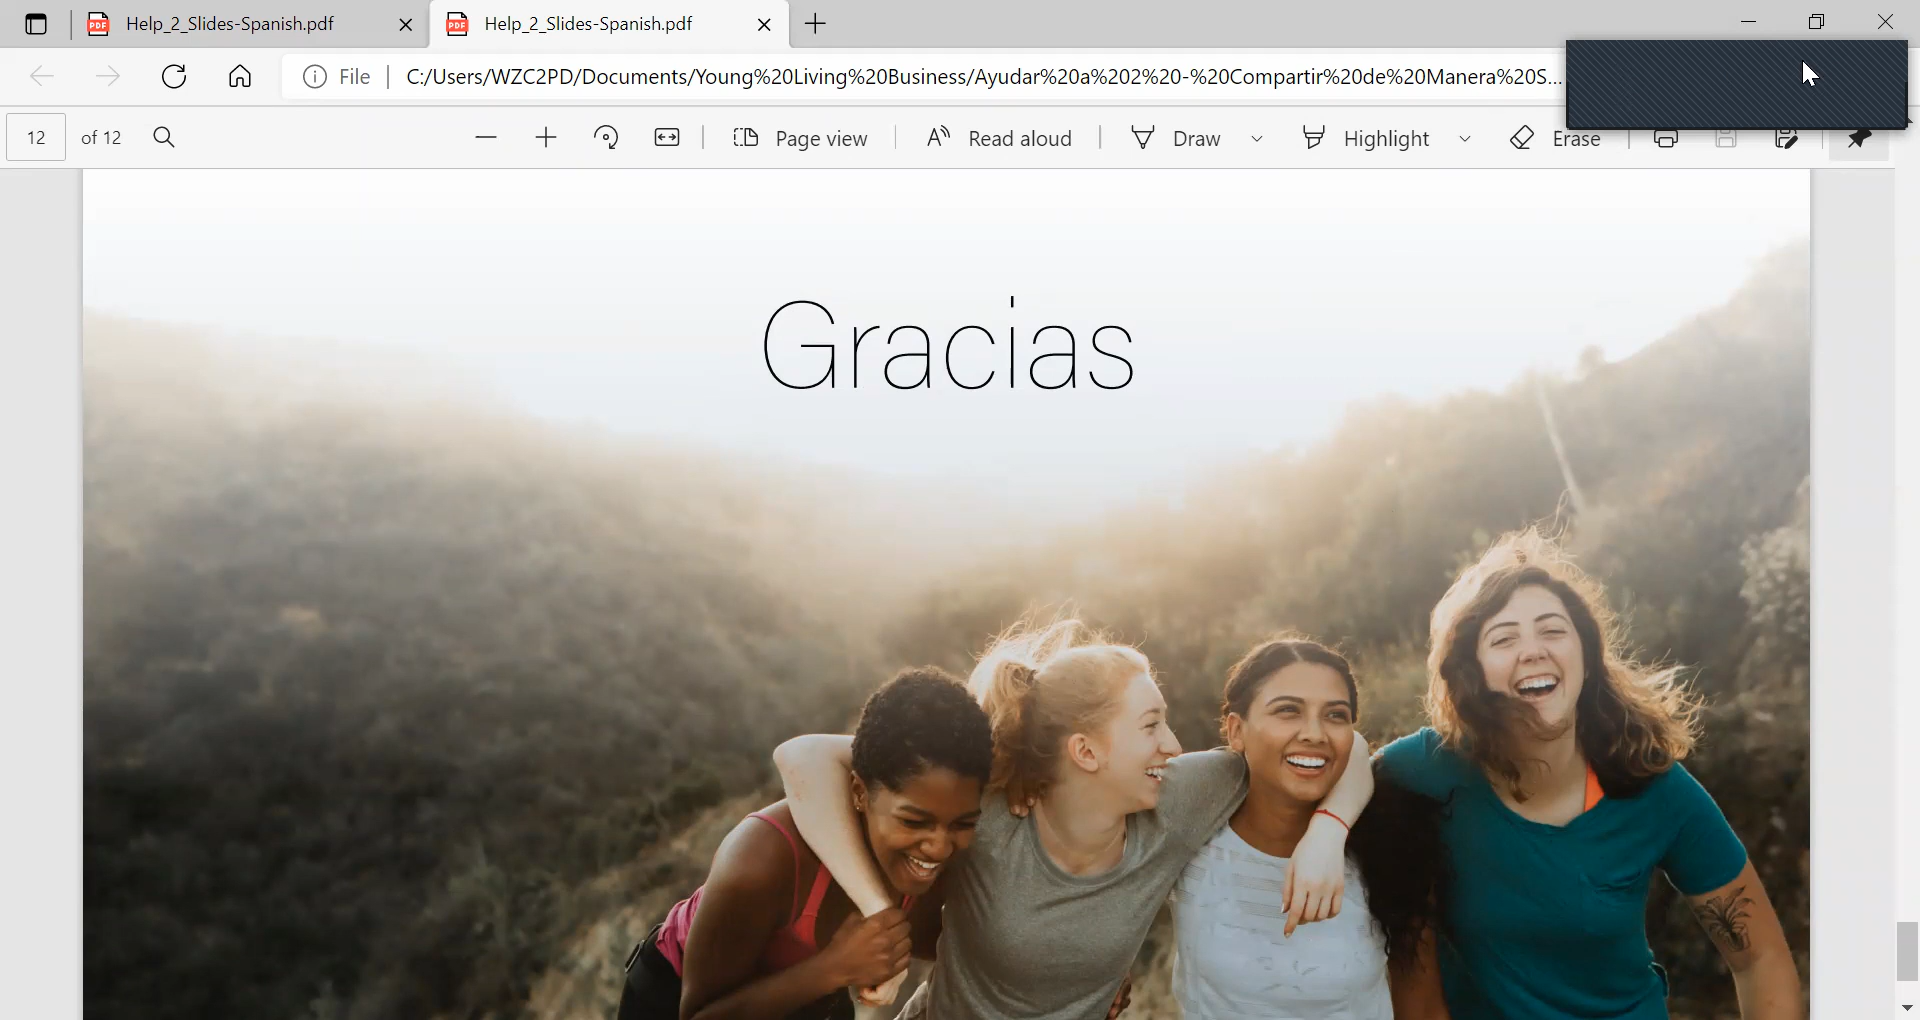 Help_2_Slides-Spanish.pdf
Help_2_Slides-Spanish.pdf
File
C:/Users/WZC2PD/Documents/Young%20Living%20Business/Ayudar%20a%202%20-%20Compartir%20de%20Manera%20S...
12 of 12
Page view
Read aloud
Draw
Highlight
Erase
Gracias